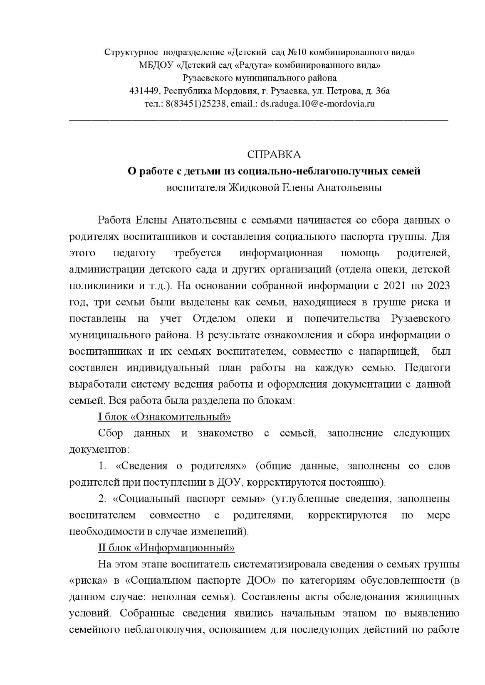 Структурное подразделение «Детский сад №10 комбинированного вида»
МБДОУ «Детский сад «Радуга» комбинированного вида»
Рузаевского муниципального района
431449, Республика Мордовия, г. Рузаевка, ул. Петрова, д. 36а
тел.: 8(83451)25238, email.: ds.raduga.10@e-mordovia.ru
СПРАВКА
О работе с детьми из социально-неблагополучных семей
воспитателя Жидковой Елены Анатольевны
Работа Елены Анатольевны с семьями начинается со сбора данных о
родителях воспитанников и составления социального паспорта группы. Для
этого педагогу требуется информационная помощь родителей,
администрации детского сада и других организаций (отдела опеки, детской
поликлиники и т.д.). На основании собранной информации с 2021 по 2023
год, три семьи были выделены как семьи, находящиеся в группе риска и
поставлены на учет Отделом опеки и попечительства Рузаевского
муниципального района. В результате ознакомления и сбора информации о
воспитанниках и их семьях воспитателем, совместно с напарницей, был
составлен индивидуальный план работы на каждую семью. Педагоги
выработали систему ведения работы и оформления документации с данной
семьей. Вся работа была разделена по блокам:
I блок «Ознакомительный»
Сбор данных и знакомство с семьей, заполнение следующих
документов:
1. «Сведения о родителях» (общие данные, заполнены со слов
родителей при поступлении в ДОУ, корректируются постоянно).
2. «Социальный паспорт семьи» (углубленные сведения, заполнены
воспитателем совместно с родителями, корректируются по мере
необходимости в случае изменений).
II блок «Информационный»
На этом этапе воспитатель систематизировала сведения о семьях группы
«риска» в «Социальном паспорте ДОО» по категориям обусловленности (в
данном случае: неполная семья). Составлены акты обследования жилищных
условий. Собранные сведения явились начальным этапом по выявлению
семейного неблагополучия, основанием для последующих действий по работе